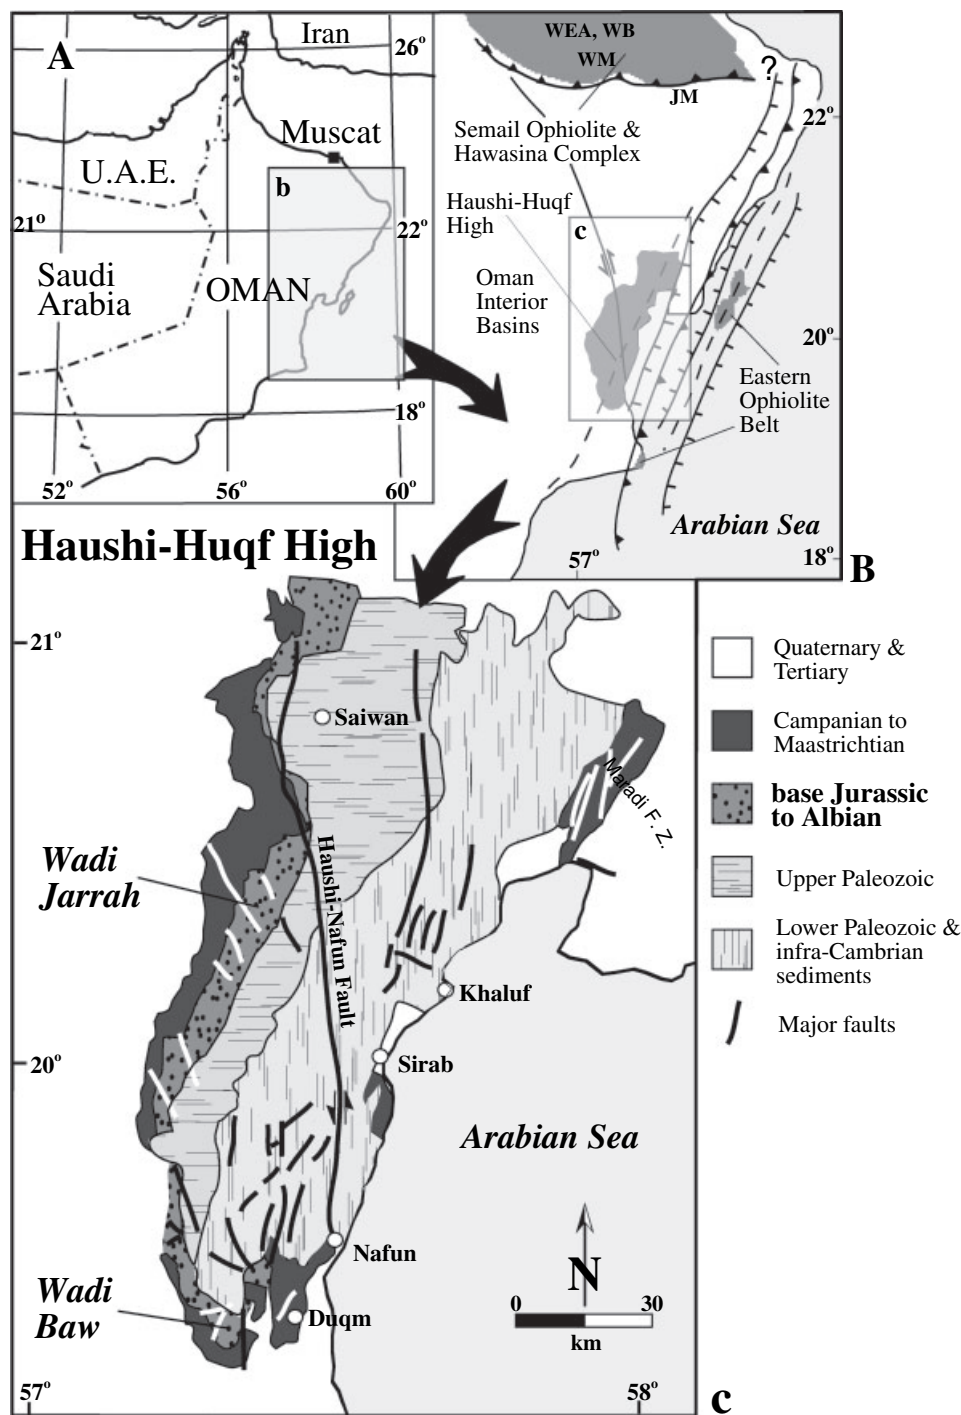 A
Iran
26°
Muscat
U.A.E.
b
21°
22°
Saudi
Arabia
OMAN
18°
52°
56°
60°
WEA, WB
WM
JM
?
22°
Semail Ophiolite &
Hawasina Complex
Haushi-Huqf
High
c
Oman
Interior
Basins
20°
Eastern
Ophiolite
Belt
Arabian Sea
57°
18°
B
Haushi-Huqf High
21°
Saiwan
Maradi F. Z.
Wadi
Jarrah
Haushi-Nafun Fault
Khaluf
20°
Sirab
Arabian Sea
Nafun
Wadi
Baw
Duqm
N
0
30
km
57°
58°
c
Quaternary &
Tertiary
Campanian to
Maastrichtian
base Jurassic
to Albian
Upper Paleozoic
Lower Paleozoic &
infra-Cambrian
sediments
Major faults